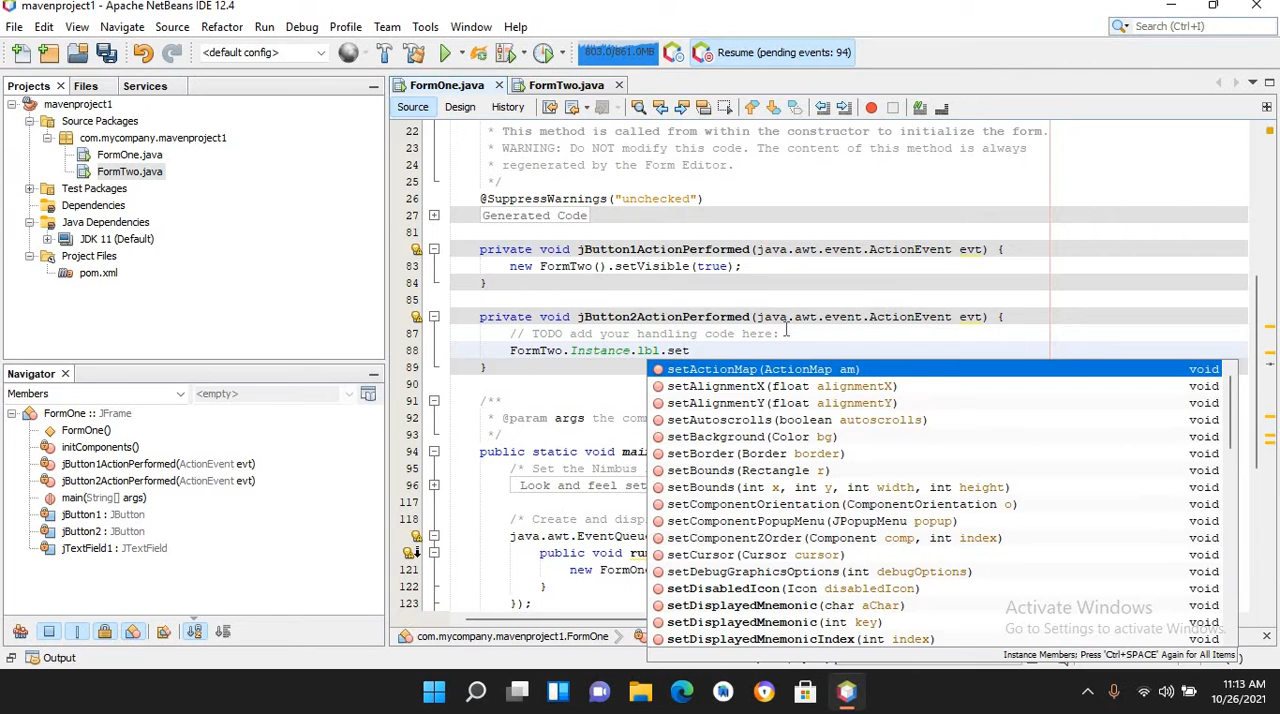 mavenproject1 - Apache NetBeans IDE 12.4
File Edit View Navigate Source Refactor Run Debug Profile Team Tools Window Help
Search (Ctrl+I)
<default config>
803.0/861.0MB
Resume (pending events: 94)
Projects Files Services
mavenproject1
Source Packages
com.mycompany.mavenproject1
FormOne.java
FormTwo.java
Test Packages
Dependencies
Java Dependencies
JDK 11 (Default)
Project Files
pom.xml
Navigator
Members <empty>
FormOne :: JFrame
FormOne()
initComponents()
jButton1ActionPerformed(ActionEvent evt)
jButton2ActionPerformed(ActionEvent evt)
main(String[] args)
jButton1 : JButton
jButton2 : JButton
jTextField1 : JTextField
Output
FormOne.java FormTwo.java
Source Design History
22 * This method is called from within the constructor to initialize the form.
23 * WARNING: Do NOT modify this code. The content of this method is always
24 * regenerated by the Form Editor.
25 */
26 @SuppressWarnings("unchecked")
27 Generated Code
81
private void jButton1ActionPerformed(java.awt.event.ActionEvent evt) {
83 new FormTwo().setVisible(true);
84 }
85
private void jButton2ActionPerformed(java.awt.event.ActionEvent evt) {
87 // TODO add your handling code here:
88 FormTwo.Instance.lbl.set
89 }
90
91 /**
92 * @param args the com
93 */
94 public static void mai
95 /* Set the Nimbus
96 Look and feel set
117
118 /* Create and disp
java.awt.EventQueu
public void ru
121 new FormOn
122 }
123 });
setActionMap(ActionMap am) void
setAlignmentX(float alignmentX) void
setAlignmentY(float alignmentY) void
setAutoscrolls(boolean autoscrolls) void
setBackground(Color bg) void
setBorder(Border border) void
setBounds(Rectangle r) void
setBounds(int x, int y, int width, int height) void
setComponentOrientation(ComponentOrientation o) void
setComponentPopupMenu(JPopupMenu popup) void
setComponentZOrder(Component comp, int index) void
setCursor(Cursor cursor) void
setDebugGraphicsOptions(int debugOptions) void
setDisabledIcon(Icon disabledIcon) void
setDisplayedMnemonic(char aChar) void
setDisplayedMnemonic(int key) void
setDisplayedMnemonicIndex(int index) void
Instance Members; Press 'Ctrl+SPACE' Again for All Items
Activate Windows
Go to Settings to activate Windows.
com.mycompany.mavenproject1.FormOne
11:13 AM
10/26/2021